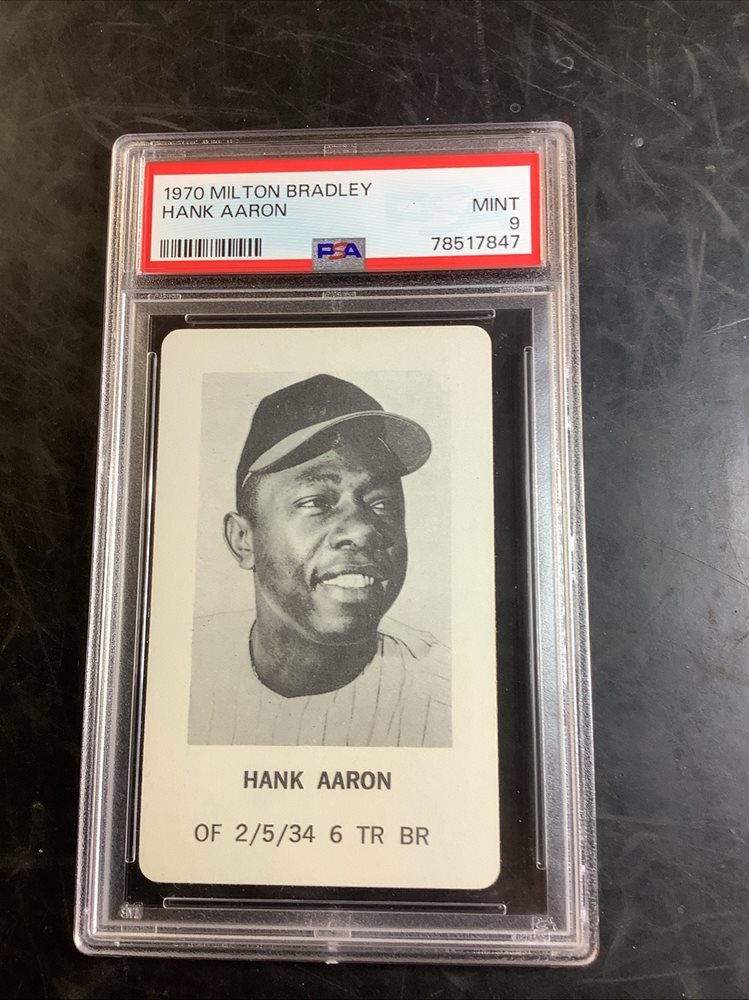 1970 MILTON BRADLEY
HANK AARON
MINT
9
78517847
PSA
HANK AARON
OF 2/5/34 6 TR BR